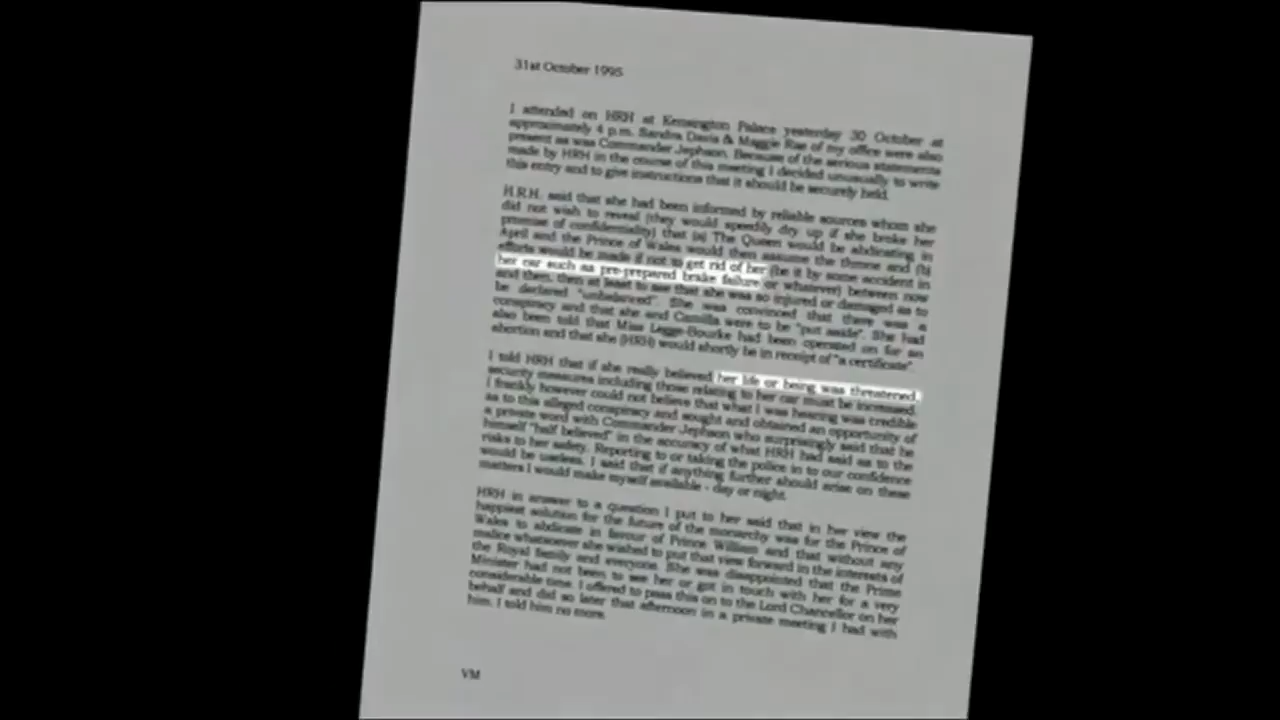 31st October 1995
I attended on HRH at Kensington Palace yesterday 30 October at
approximately 4 p.m. Sandra Davis & Maggie Rae of my office were also
present as was Commander Jephson. Because of the serious statements
made by HRH in the course of this meeting I decided unusually to write
this entry and to give instructions that it should be securely held.
H.R.H. said that she had been informed by reliable sources whom she
did not wish to reveal (they would speedily dry up if she broke her
promise of confidentiality) that (a) The Queen would be abdicating in
April and the Prince of Wales would then assume the throne and (b)
efforts would be made if not to get rid of her (be it by some accident in
her car such as pre-prepared brake failure or whatever) between now
and then, then at least to see that she was so injured or damaged as to
be declared "unbalanced". She was convinced that there was a
conspiracy and that she and Camilla were to be "put aside". She had
also been told that Miss Legge-Bourke had been operated on for an
abortion and that she (HRH) would shortly be in receipt of "a certificate".
I told HRH that if she really believed her life or being was threatened,
security measures including those relating to her car must be increased.
I frankly however could not believe that what I was hearing was credible
as to this alleged conspiracy and sought and obtained an opportunity of
a private word with Commander Jephson who surprisingly said that he
himself "half believed" in the accuracy of what HRH had said as to the
risks to her safety. Reporting to or taking the police in to our confidence
would be useless. I said that if anything further should arise on these
matters I would make myself available - day or night.
HRH in answer to a question I put to her said that in her view the
happiest solution for the future of the monarchy was for the Prince of
Wales to abdicate in favour of Prince William and that without any
malice whatsoever she wished to put that view forward in the interests of
the Royal family and everyone. She was disappointed that the Prime
Minister had not been to see her or got in touch with her for a very
considerable time. I offered to pass this on to the Lord Chancellor on her
behalf and did so later that afternoon in a private meeting I had with
him. I told him no more.
VM